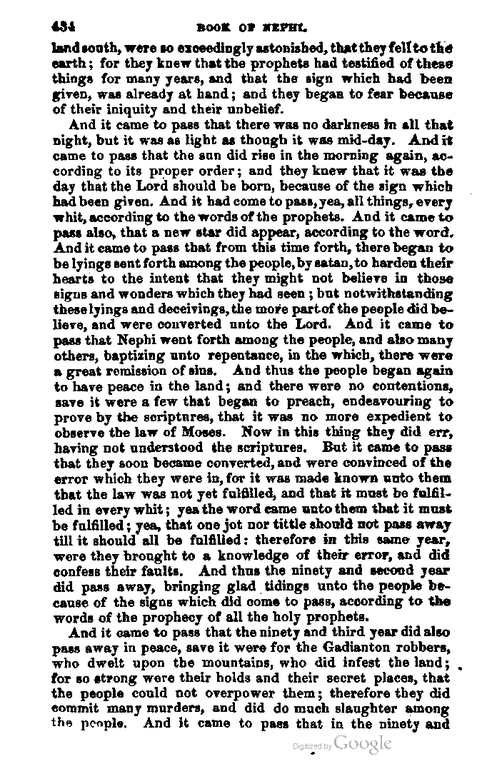 434 BOOK OF NEPHI.
land south, were so exceedingly astonished, that they fell to the
earth; for they knew that the prophets had testified of these
things for many years, and that the sign which had been
given, was already at hand; and they began to fear because
of their iniquity and their unbelief.
And it came to pass that there was no darkness in all that
night, but it was as light as though it was mid-day. And it
came to pass that the sun did rise in the morning again, ac-
cording to its proper order; and they knew that it was the
day that the Lord should be born, because of the sign which
had been given. And it had come to pass, yea, all things, every
whit, according to the words of the prophets. And it came to
pass also, that a new star did appear, according to the word.
And it came to pass that from this time forth, there began to
be lyings sent forth among the people, by satan, to harden their
hearts to the intent that they might not believe in those
signs and wonders which they had seen; but notwithstanding
these lyings and deceivings, the more part of the people did be-
lieve, and were converted unto the Lord. And it came to
pass that Nephi went forth among the people, and also many
others, baptizing unto repentance, in the which, there were
a great remission of sins. And thus the people began again
to have peace in the land; and there were no contentions,
save it were a few that began to preach, endeavouring to
prove by the scriptures, that it was no more expedient to
observe the law of Moses. Now in this thing they did err,
having not understood the scriptures. But it came to pass
that they soon became converted, and were convinced of the
error which they were in, for it was made known unto them
that the law was not yet fulfilled, and that it must be fulfil-
led in every whit; yea the word came unto them that it must
be fulfilled; yea, that one jot nor tittle should not pass away
till it should all be fulfilled: therefore in this same year,
were they brought to a knowledge of their error, and did
confess their faults. And thus the ninety and second year
did pass away, bringing glad tidings unto the people be-
cause of the signs which did come to pass, according to the
words of the prophecy of all the holy prophets.
And it came to pass that the ninety and third year did also
pass away in peace, save it were for the Gadianton robbers,
who dwelt upon the mountains, who did infest the land;
for so strong were their holds and their secret places, that
the people could not overpower them; therefore they did
commit many murders, and did do much slaughter among
the people. And it came to pass that in the ninety and
Digitized by Google